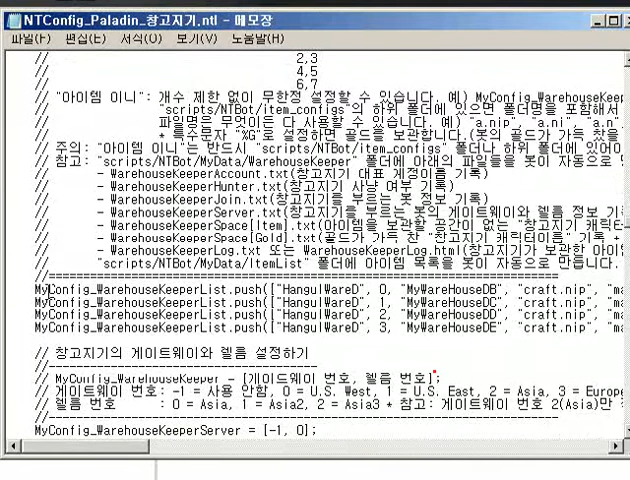 NTConfig_Paladin_창고지기.ntl - 메모장
파일(F) 편집(E) 서식(O) 보기(V) 도움말(H)
// 2,3
// 4,5
// 6,7
// "아이템 이니": 개수 제한 없이 무한정 설정할 수 있습니다. 예) MyConfig_WarehouseKeep
// "scripts/NTBot/item_configs"의 하위 폴더에 있으면 폴더명을 포함해서
// 파일명은 무엇이든 다 사용할 수 있습니다. 예) "a.nip", "a.ni", "a.n"
// * 특수문자 "%G"로 설정하면 골드를 보관합니다.(봇의 골드가 가득 찼을
// 주의: "아이템 이니"는 반드시 "scripts/NTBot/item_configs" 폴더나 하위 폴더에 있어야
// 참고: "scripts/NTBot/MyData/WarehouseKeeper" 폴더에 아래의 파일들을 봇이 자동으로
// - WarehouseKeeperAccount.txt(창고지기 대표 계정이름 기록)
// - WarehouseKeeperHunter.txt(창고지기 사냥 여부 기록)
// - WarehouseKeeperJoin.txt(창고지기를 부르는 봇 정보 기록)
// - WarehouseKeeperServer.txt(창고지기를 부르는 봇의 게이트웨이와 렐름 정보 기
// - WarehouseKeeperSpace[Item].txt(아이템을 보관할 공간이 없는 "창고지기 캐릭터
// - WarehouseKeeperSpace[Gold].txt(골드가 가득 찬 "창고지기 캐릭터이름" 기록
// - WarehouseKeeperLog.txt 또는 WarehouseKeeperLog.html(창고지기가 보관한 아이
// "scripts/NTBot/MyData/ItemList" 폴더에 아이템 목록을 봇이 자동으로 만듭니다.
//==================================================
MyConfig_WarehouseKeeperList.push(["HangulWareD", 0, "MyWareHouseDB", "craft.nip", "ma
MyConfig_WarehouseKeeperList.push(["HangulWareD", 1, "MyWareHouseDC", "craft.nip", "ma
MyConfig_WarehouseKeeperList.push(["HangulWareD", 2, "MyWareHouseDD", "craft.nip", "ma
MyConfig_WarehouseKeeperList.push(["HangulWareD", 3, "MyWareHouseDE", "craft.nip", "ma
// 창고지기의 게이트웨이와 렐름 설정하기
//--------------------------------------------------
// MyConfig_WarehouseKeeper = [게이트웨이 번호, 렐름 번호];
// 게이트웨이 번호: -1 = 사용 안함, 0 = U.S. West, 1 = U.S. East, 2 = Asia, 3 = Europe
// 렐름 번호 : 0 = Asia, 1 = Asia2, 2 = Asia3 * 참고: 게이트웨이 번호 2(Asia)만
//--------------------------------------------------
MyConfig_WarehouseKeeperServer = [-1, 0];